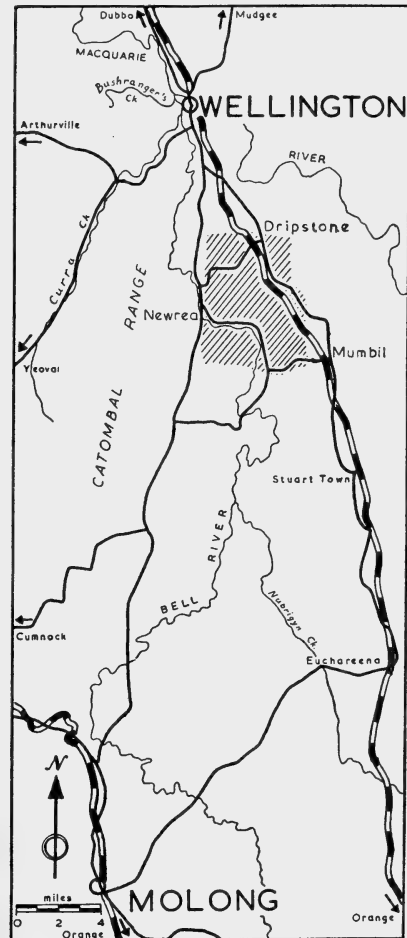 Dubbo
Mudgee
MACQUARIE
Bushranger's
Ck
WELLINGTON
Arthurville
RIVER
Dripstone
Curra Ck
RANGE
Newrea
Mumbil
Yeoval
CATOMBAL
Stuart Town
RIVER
BELL
Nubrigyn Ck.
Cumnock
Euchareena
N
MOLONG
miles
0 2 4
Orange
Orange